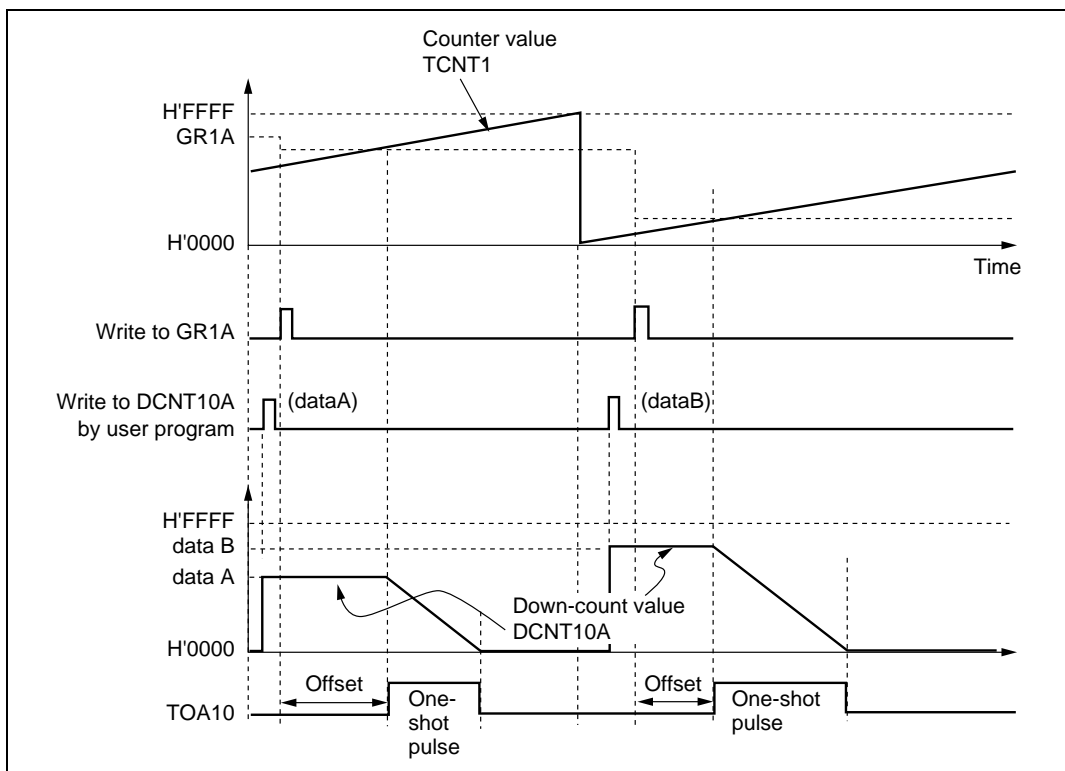 Counter value
TCNT1
H'FFFF
GR1A
H'0000
Time
Write to GR1A
Write to DCNT10A
by user program
(dataA)
(dataB)
H'FFFF
data B
data A
Down-count value
DCNT10A
H'0000
Offset
Offset
TOA10
One-
shot
pulse
One-shot
pulse